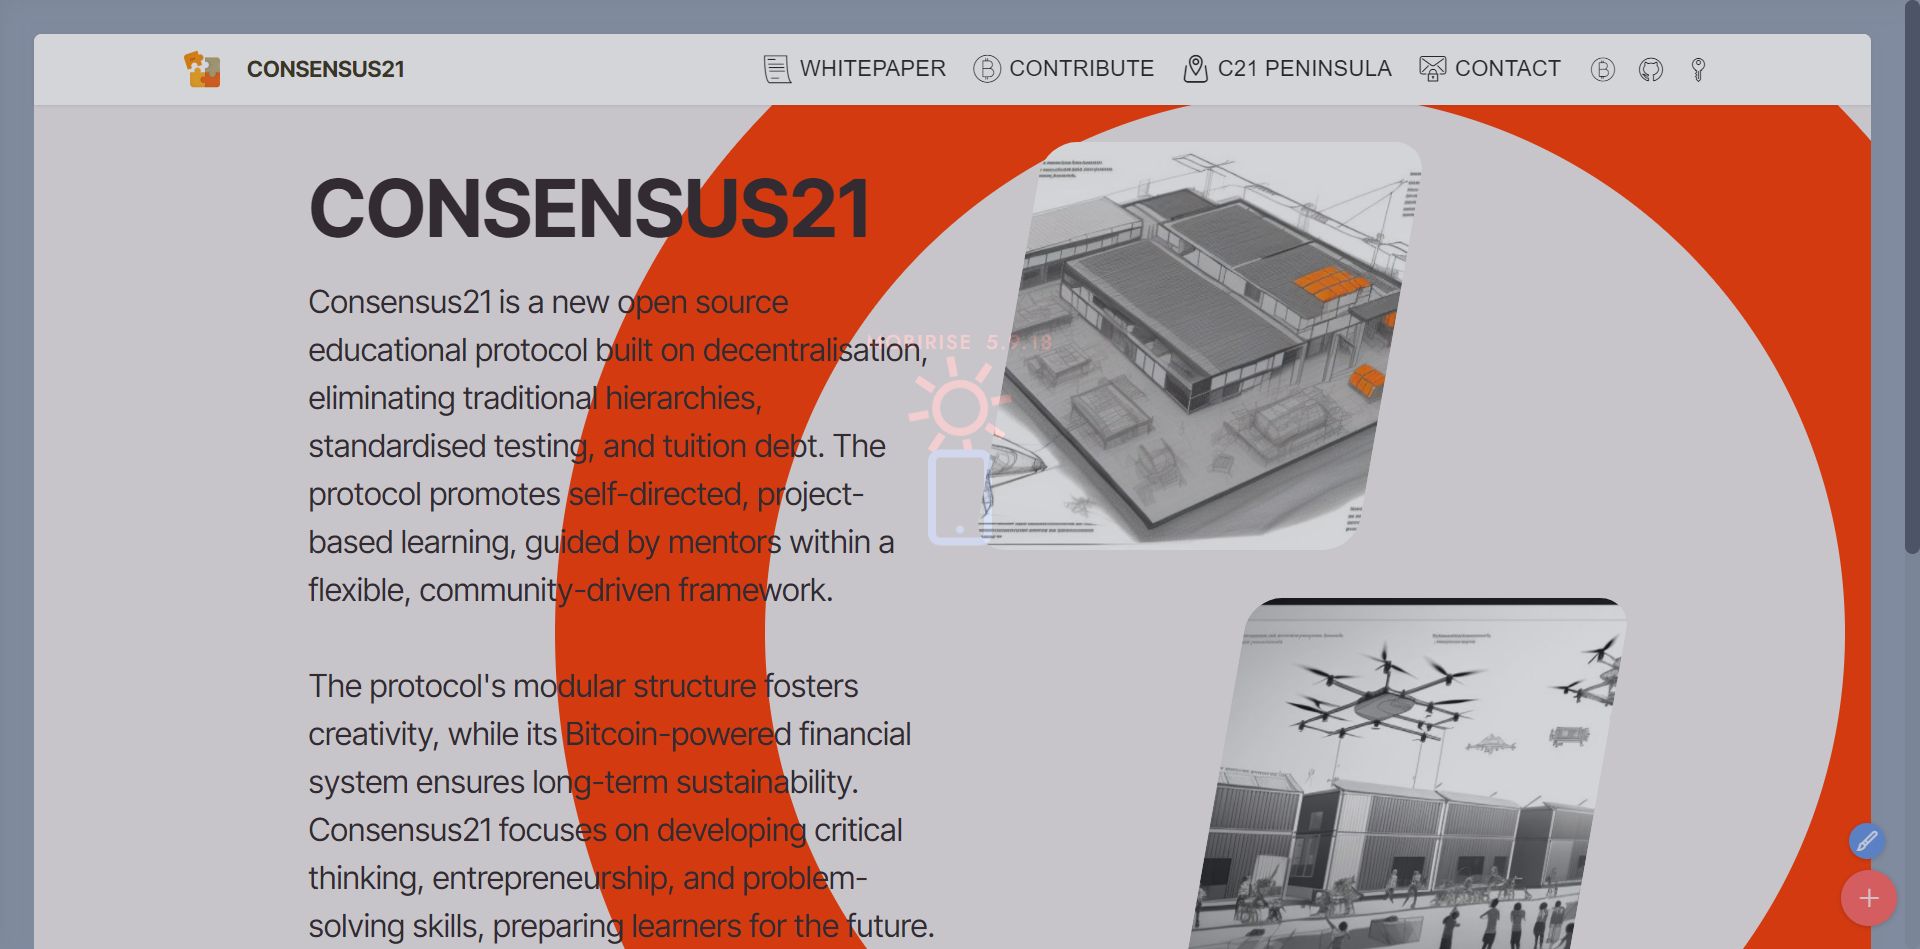 CONSENSUS21
WHITEPAPER
CONTRIBUTE
C21 PENINSULA
CONTACT
CONSENSUS21
Consensus21 is a new open source
educational protocol built on decentralisation,
eliminating traditional hierarchies,
standardised testing, and tuition debt. The
protocol promotes self-directed, project-
based learning, guided by mentors within a
flexible, community-driven framework.
The protocol's modular structure fosters
creativity, while its Bitcoin-powered financial
system ensures long-term sustainability.
Consensus21 focuses on developing critical
thinking, entrepreneurship, and problem-
solving skills, preparing learners for the future.
MOBIRISE 5.9.18